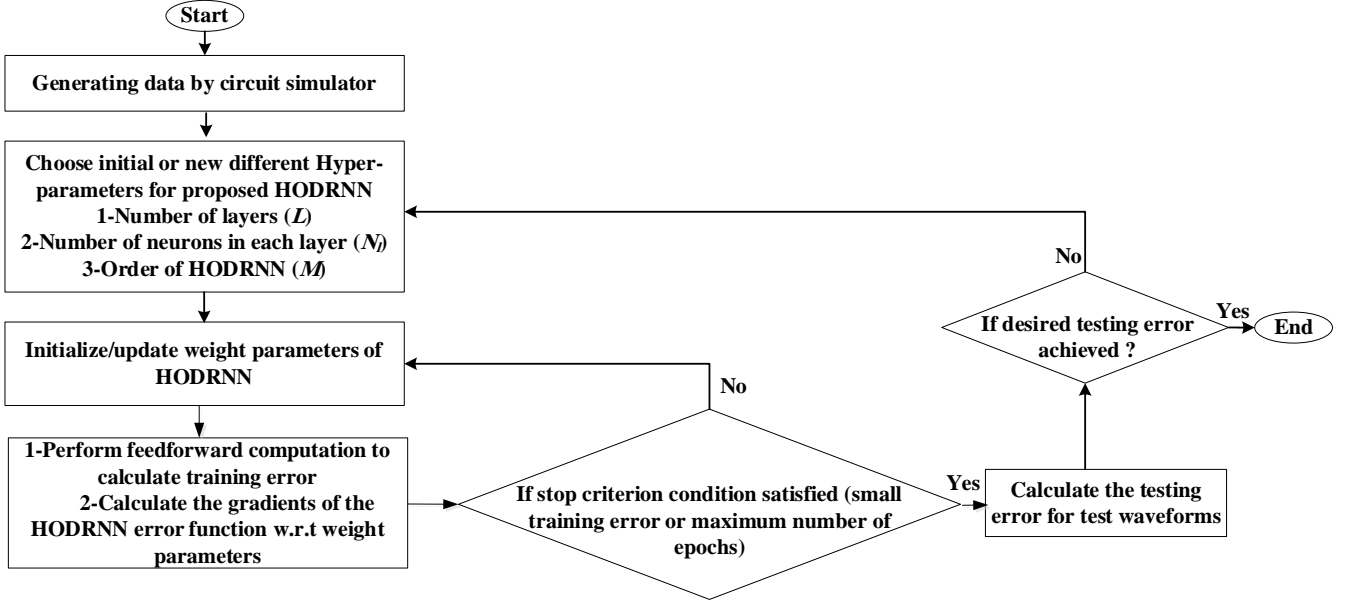 Start
Generating data by circuit simulator
Choose initial or new different Hyper-
parameters for proposed HODRNN
1-Number of layers (L)
2-Number of neurons in each layer (Nl)
3-Order of HODRNN (M)
Initialize/update weight parameters of
HODRNN
1-Perform feedforward computation to
calculate training error
2-Calculate the gradients of the
HODRNN error function w.r.t weight
parameters
No
If stop criterion condition satisfied (small
training error or maximum number of
epochs)
Yes
Calculate the testing
error for test waveforms
No
If desired testing error
achieved ?
Yes
End